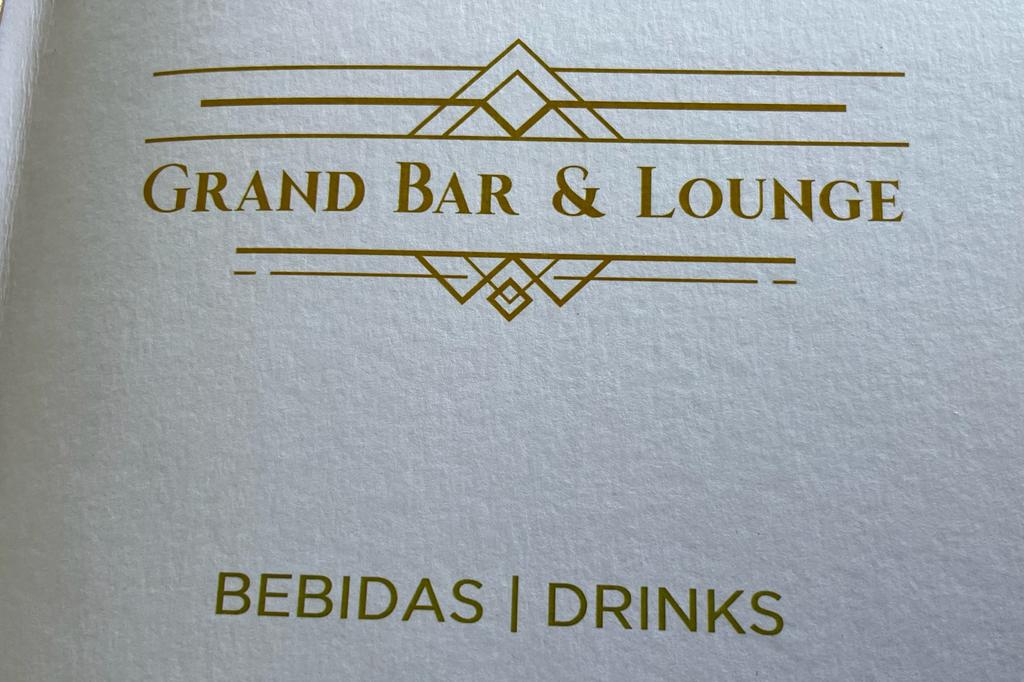 GRAND BAR & LOUNGE
BEBIDAS | DRINKS